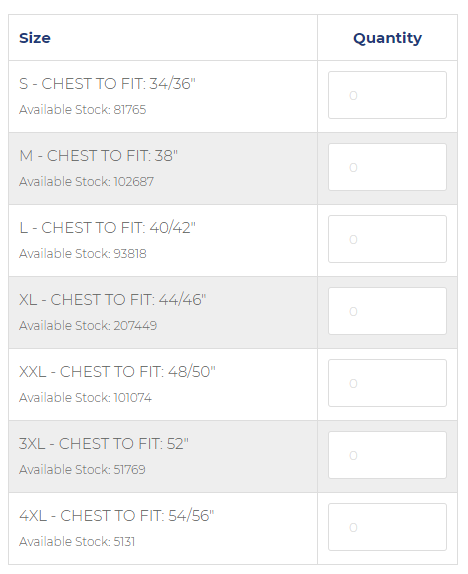 Size Quantity
S - CHEST TO FIT: 34/36"
Available Stock: 81765
0
M - CHEST TO FIT: 38"
Available Stock: 102687
0
L - CHEST TO FIT: 40/42"
Available Stock: 93818
0
XL - CHEST TO FIT: 44/46"
Available Stock: 207449
0
XXL - CHEST TO FIT: 48/50"
Available Stock: 101074
0
3XL - CHEST TO FIT: 52"
Available Stock: 51769
0
4XL - CHEST TO FIT: 54/56"
Available Stock: 5131
0